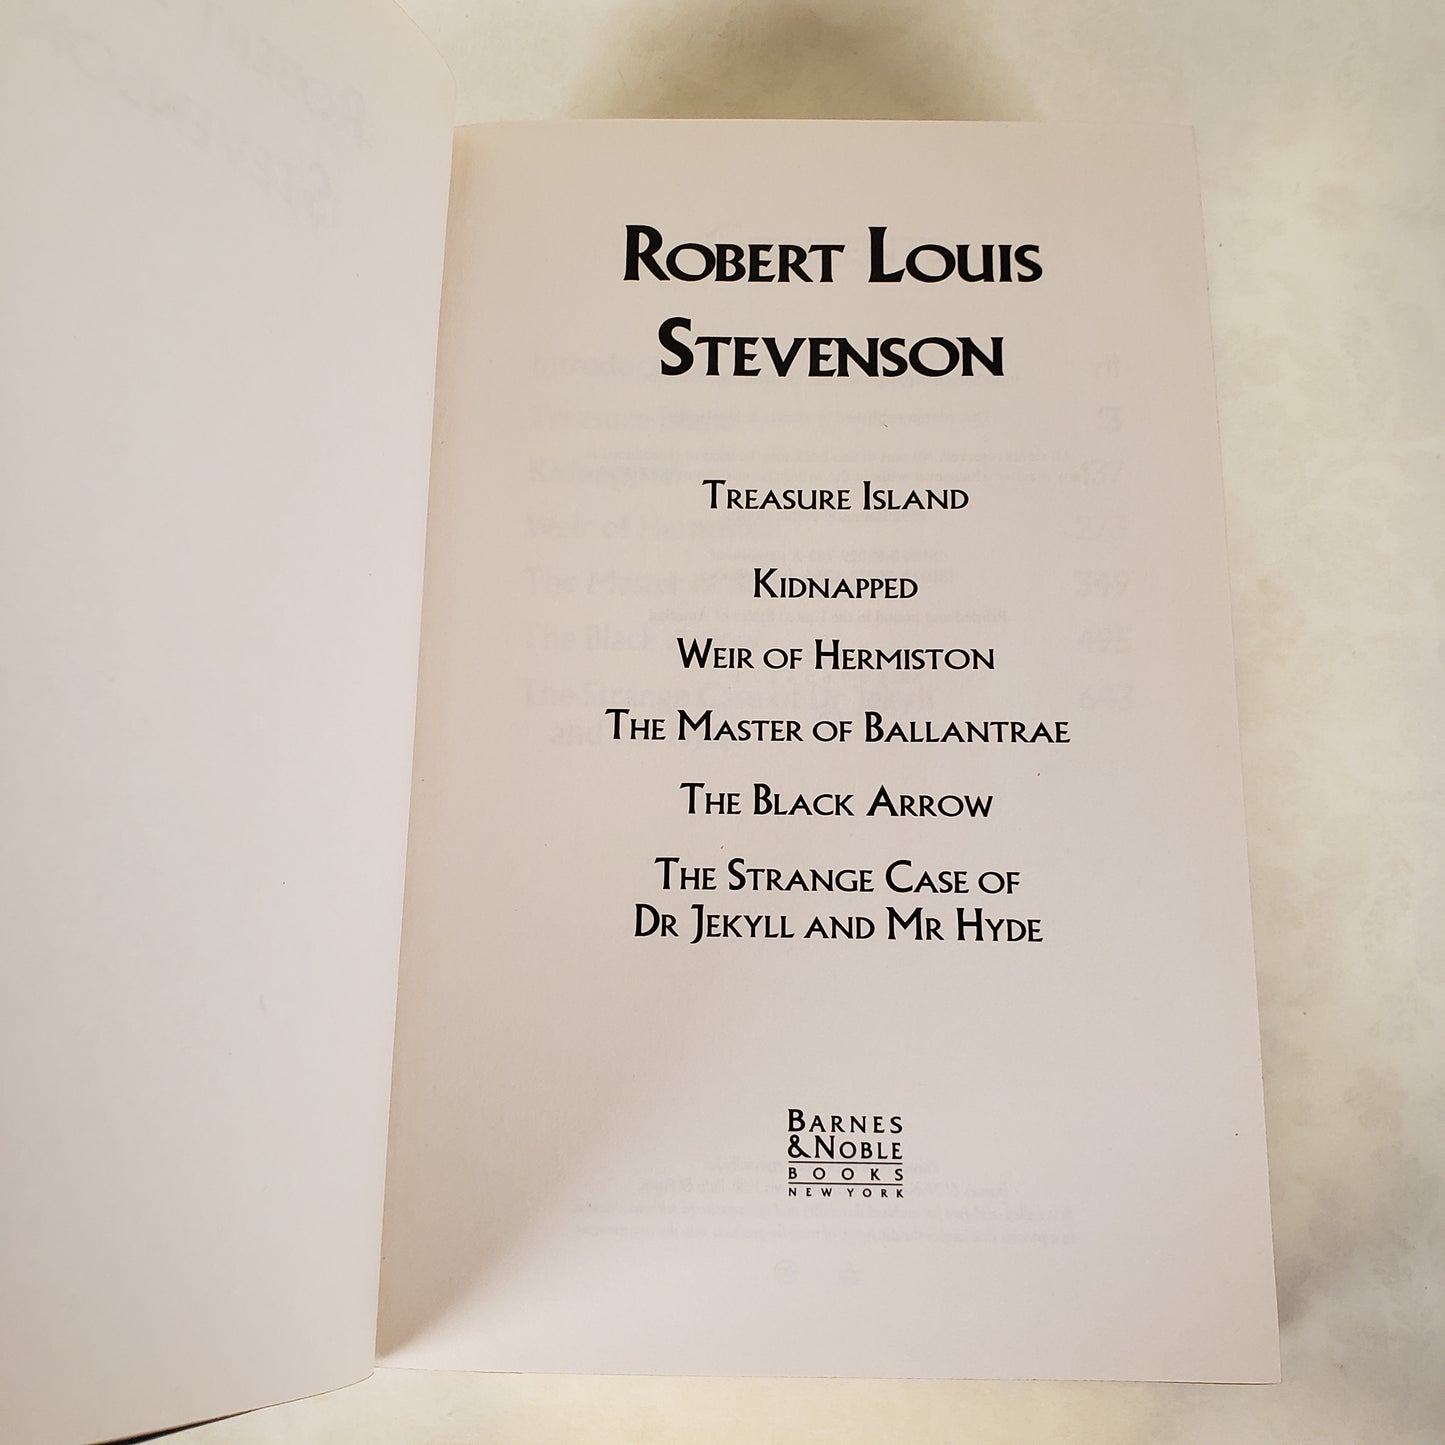 ROBERT LOUIS
STEVENSON
TREASURE ISLAND
KIDNAPPED
WEIR OF HERMISTON
THE MASTER OF BALLANTRAE
THE BLACK ARROW
THE STRANGE CASE OF
DR JEKYLL AND MR HYDE
BARNES
&NOBLE
BOOKS
NEW YORK